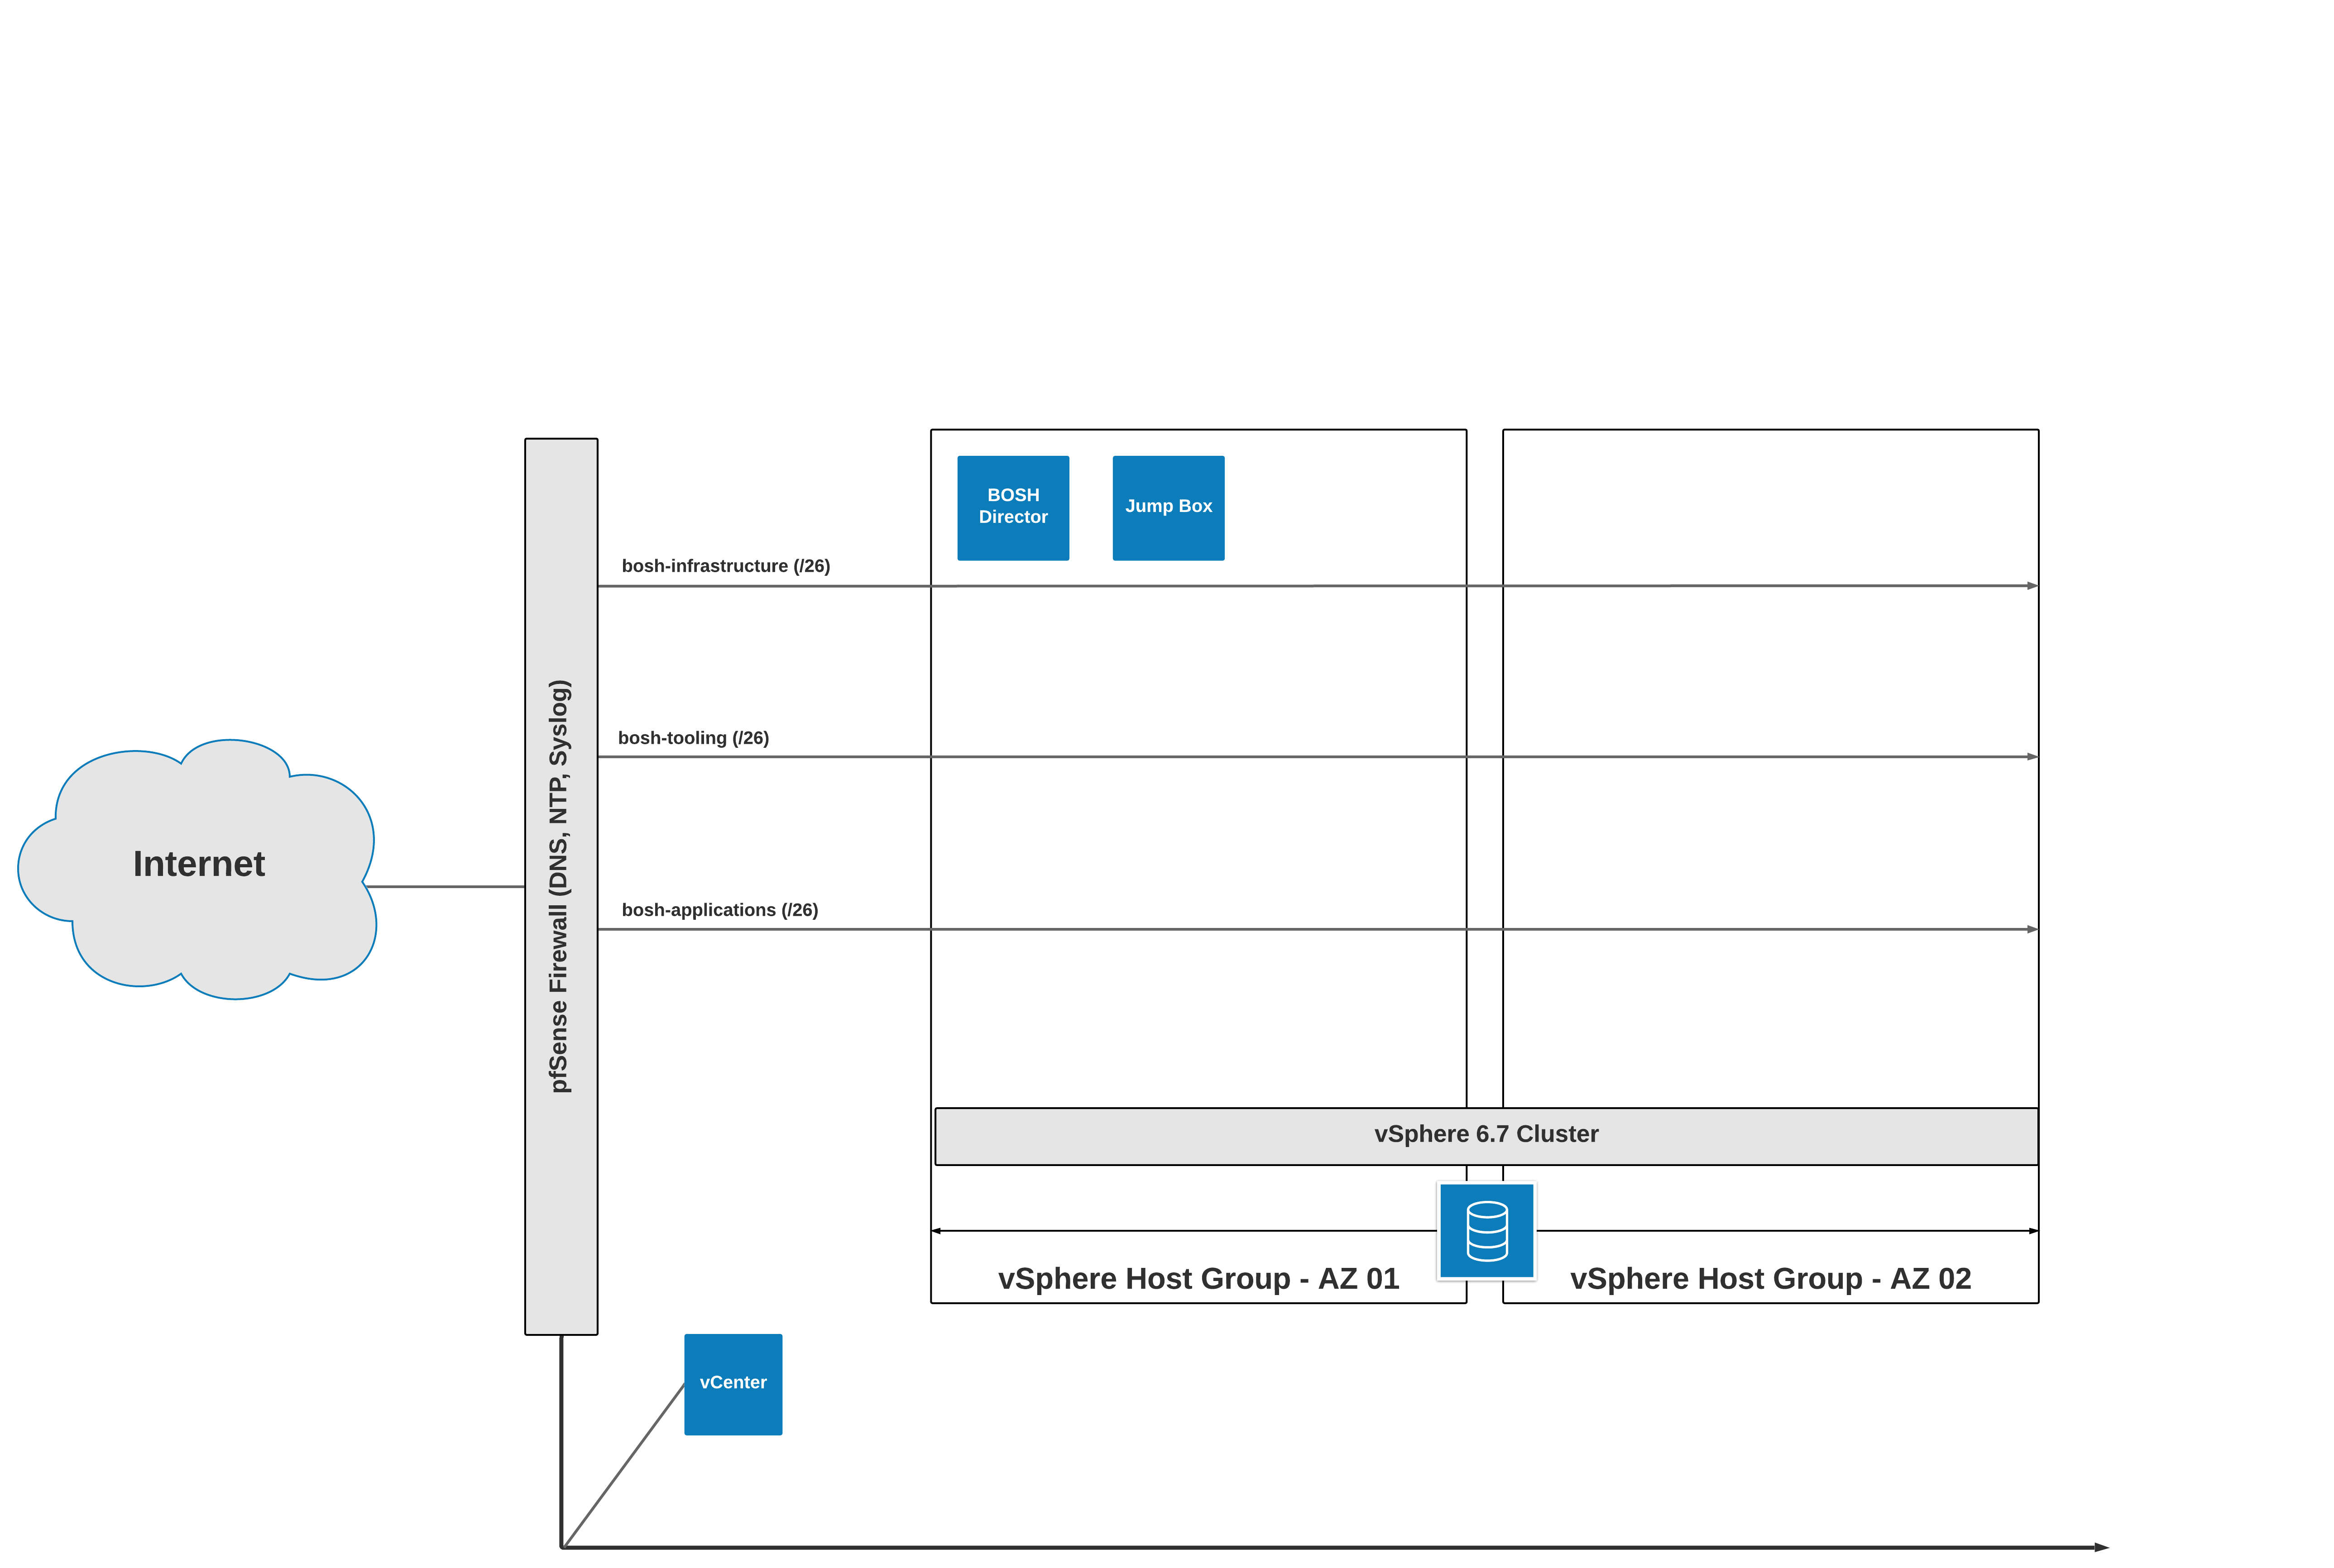 BOSH
Director
Jump Box
bosh-infrastructure (/26)
bosh-tooling (/26)
pfSense Firewall (DNS, NTP, Syslog)
Internet
bosh-applications (/26)
vSphere 6.7 Cluster
vSphere Host Group - AZ 01
vSphere Host Group - AZ 02
vCenter